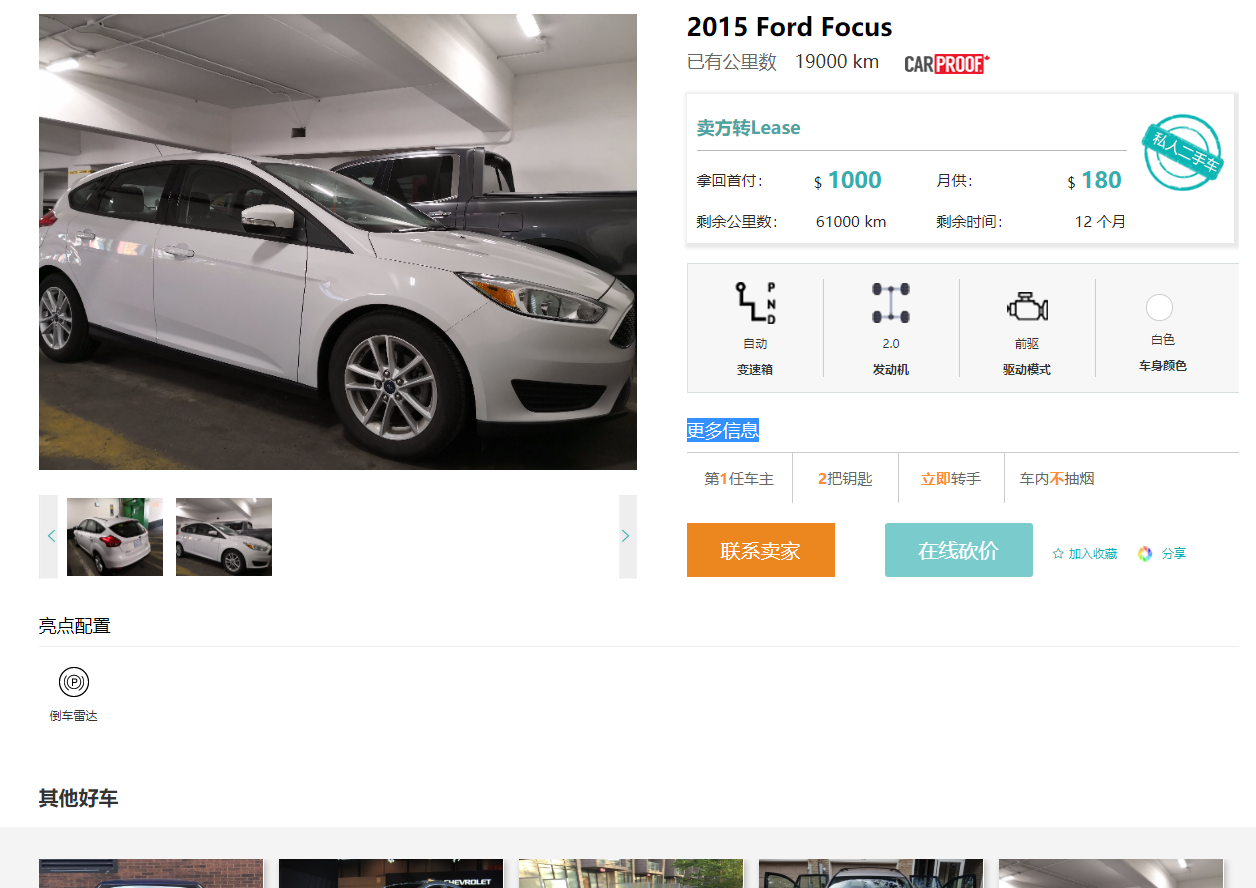 2015 Ford Focus
已有公里数 19000 km CARPROOF
卖方转Lease
私人二手车
拿回首付： $ 1000 月供： $ 180
剩余公里数： 61000 km 剩余时间： 12 个月
P
N
D
自动 2.0 前驱 白色
变速箱 发动机 驱动模式 车身颜色
更多信息
第1任车主 2把钥匙 立即转手 车内不抽烟
联系卖家 在线砍价 加入收藏 分享
亮点配置
P
倒车雷达
其他好车
CHEVROLET